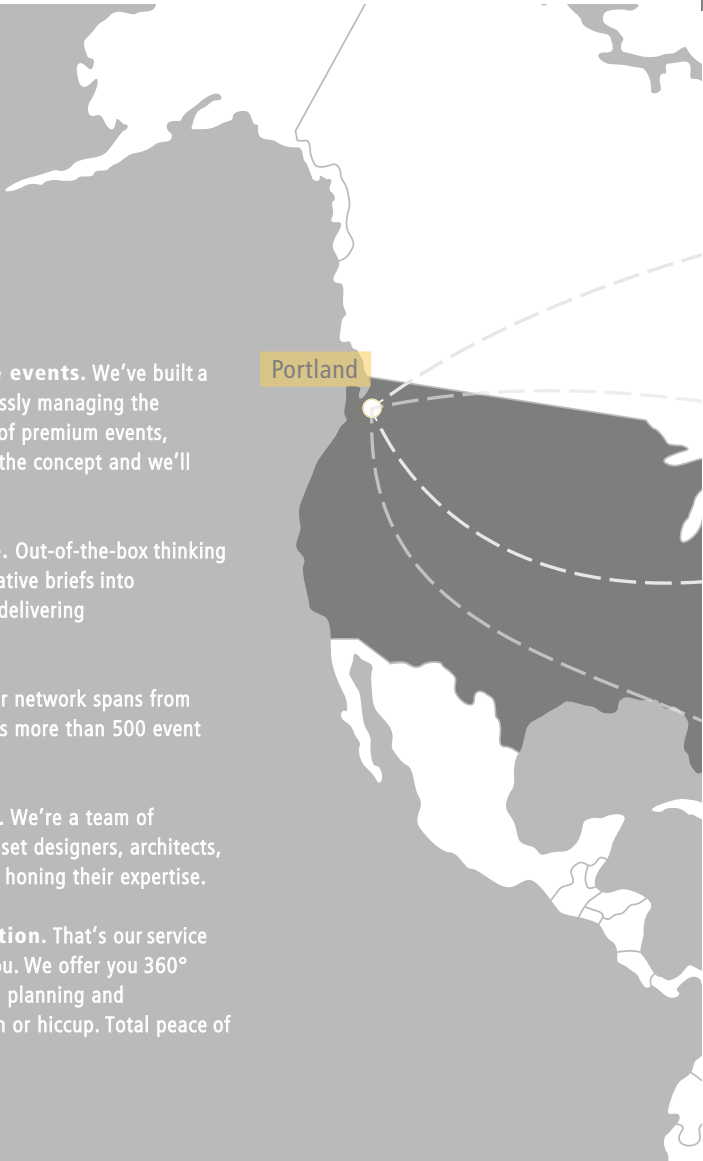 events. We’ve built a
ssly managing the
of premium events,
the concept and we’ll
Portland
. Out-of-the-box thinking
ative briefs into
delivering
r network spans from
s more than 500 event
. We’re a team of
set designers, architects,
honing their expertise.
tion. That’s our service
ou. We offer you 360°
planning and
n or hiccup. Total peace of